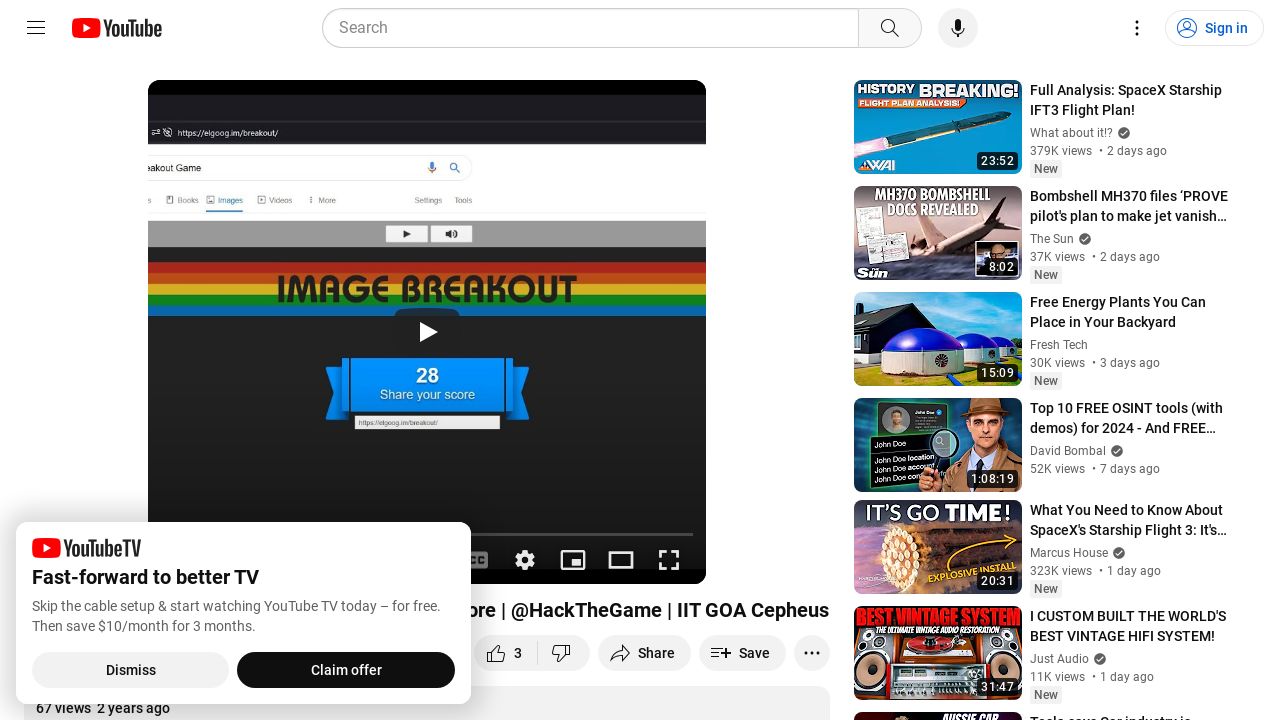 YouTube
Search
Sign in
https://elgoog.im/breakout/
eakout Game
Books
Images
Videos
More
Settings
Tools
IMAGE BREAKOUT
28
Share your score
https://elgoog.im/breakout/
YouTubeTV
Fast-forward to better TV
Skip the cable setup & start watching YouTube TV today – for free.
Then save $10/month for 3 months.
Dismiss
Claim offer
ore | @HackTheGame | IIT GOA Cepheus
3
Share
Save
67 views 2 years ago
HISTORY BREAKING!
FLIGHT PLAN ANALYSIS!
WAI
23:52
Full Analysis: SpaceX Starship
IFT3 Flight Plan!
What about it!?
379K views • 2 days ago
New
MH370 BOMBSHELL
DOCS REVEALED
The Sun
8:02
Bombshell MH370 files ‘PROVE
pilot's plan to make jet vanish...
The Sun
37K views • 2 days ago
New
15:09
Free Energy Plants You Can
Place in Your Backyard
Fresh Tech
30K views • 3 days ago
New
John Doe
John Doe
John Doe location
John Doe account
John Doe
1:08:19
Top 10 FREE OSINT tools (with
demos) for 2024 - And FREE...
David Bombal
52K views • 7 days ago
IT'S GO TIME!
EXPLOSIVE INSTALL
20:31
What You Need to Know About
SpaceX's Starship Flight 3: It's...
Marcus House
323K views • 1 day ago
New
BEST VINTAGE SYSTEM
THE ULTIMATE VINTAGE AUDIO RESTORATION
31:47
I CUSTOM BUILT THE WORLD'S
BEST VINTAGE HIFI SYSTEM!
Just Audio
11K views • 1 day ago
New
AUSSIE CAR